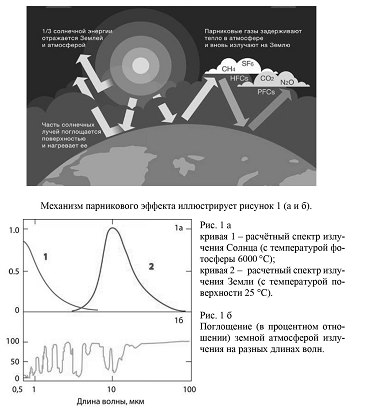 1/3 солнечной энергии
отражается Землей
и атмосферой
Парниковые газы задерживают
тепло в атмосфере
и вновь излучают на Землю
SF6
CH4
HFCs
CO2
N2O
PFCs
Часть солнечных
лучей поглощается
поверхностью
и нагревает ее
Механизм парникового эффекта иллюстрирует рисунок 1 (а и б).
1а
1.0
0.5
0
1
2
Рис. 1 а
кривая 1 – расчётный спектр излу-
чения Солнца (с температурой фо-
тосферы 6000 °С);
кривая 2 – расчетный спектр излу-
чения Земли (с температурой по-
верхности 25 °С).
1б
100
50
0
0,5
1
10
100
Длина волны, мкм
Рис. 1 б
Поглощение (в процентном отно-
шении) земной атмосферой излу-
чения на разных длинах волн.